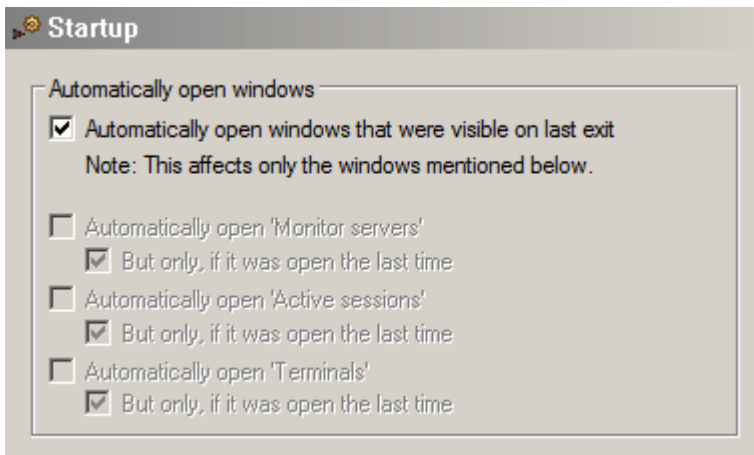 Startup
Automatically open windows
Automatically open windows that were visible on last exit
Note: This affects only the windows mentioned below.
Automatically open 'Monitor servers'
But only, if it was open the last time
Automatically open 'Active sessions'
But only, if it was open the last time
Automatically open 'Terminals'
But only, if it was open the last time